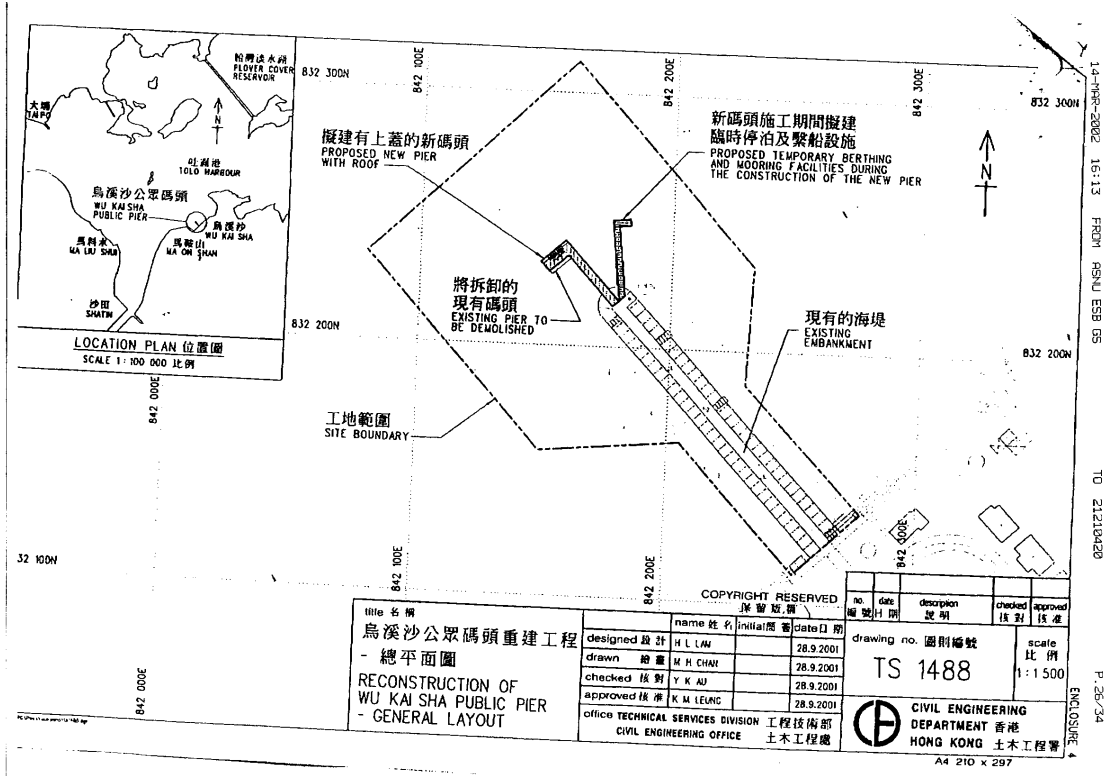 14-MAR-2002 16:13 FROM ASNU ESB GS TO 21210420 P.26/34
船灣淡水湖
PLOVER COVER
RESERVOIR
大埔
TAIPO
N
吐露港
TOLO HARBOUR
烏溪沙公眾碼頭
WU KAI SHA
PUBLIC PIER
烏溪沙
WU KAI SHA
馬料水
MA LIU SHUI
馬鞍山
MA ON SHAN
沙田
SHATIN
LOCATION PLAN 位置圖
SCALE 1:100 000 比例
832 300N
842 100E
842 200E
842 300E
832 300N
擬建有上蓋的新碼頭
PROPOSED NEW PIER
WITH ROOF
新碼頭施工期間擬建
臨時停泊及繫船設施
PROPOSED TEMPORARY BERTHING
AND MOORING FACILITIES DURING
THE CONSTRUCTION OF THE NEW PIER
N
將拆卸的
現有碼頭
EXISTING PIER TO
BE DEMOLISHED
832 200N
現有的海堤
EXISTING
EMBANKMENT
832 200N
842 000E
工地範圍
SITE BOUNDARY
32 100N
842 100E
842 200E
842 300E
842 000E
COPYRIGHT RESERVED
保留版權
title 名稱
烏溪沙公眾碼頭重建工程
- 總平面圖
RECONSTRUCTION OF
WU KAI SHA PUBLIC PIER
- GENERAL LAYOUT
name 姓名 initial 簡署 date 日期
designed 設計 H L LAM 28.9.2001
drawn 繪畫 M H CHAN 28.9.2001
checked 核對 Y K AU 28.9.2001
approved 核准 K M LEUNG 28.9.2001
office TECHNICAL SERVICES DIVISION 工程技術部
CIVIL ENGINEERING OFFICE 土木工程處
no. 編號 date 日期 description 說明 checked 核對 approved 核准
drawing no. 圖則編號
TS 1488
scale
比例
1:1 500
CIVIL ENGINEERING
DEPARTMENT 香港
HONG KONG 土木工程署
A4 210 x 297
ENCLOSURE 4